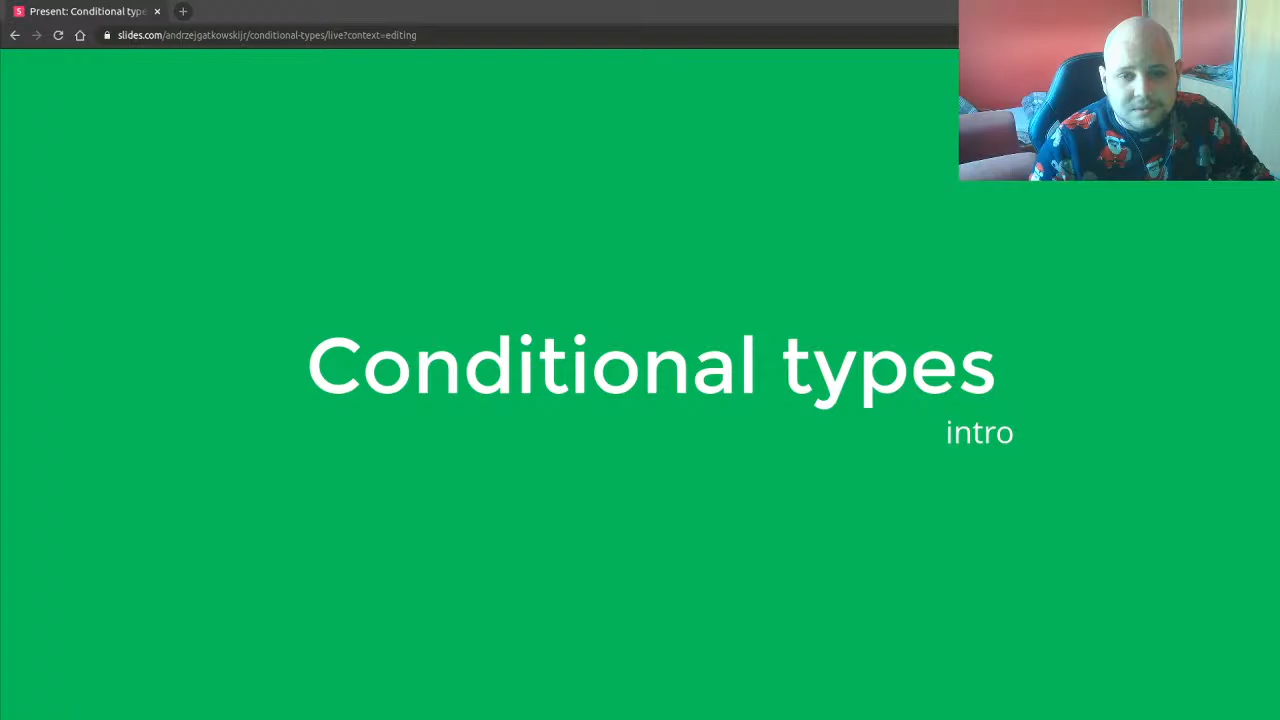 Present: Conditional type
slides.com/andrzejgatkowskijr/conditional-types/live?context=editing
Conditional types
intro